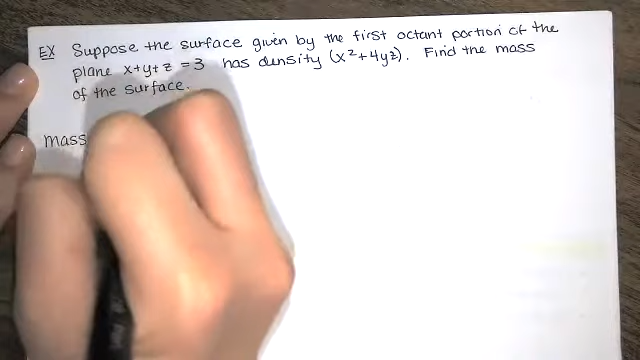 EX Suppose the surface given by the first octant portion of the
plane x+y+z = 3 has density (x²+4yz). Find the mass
of the surface.
mass